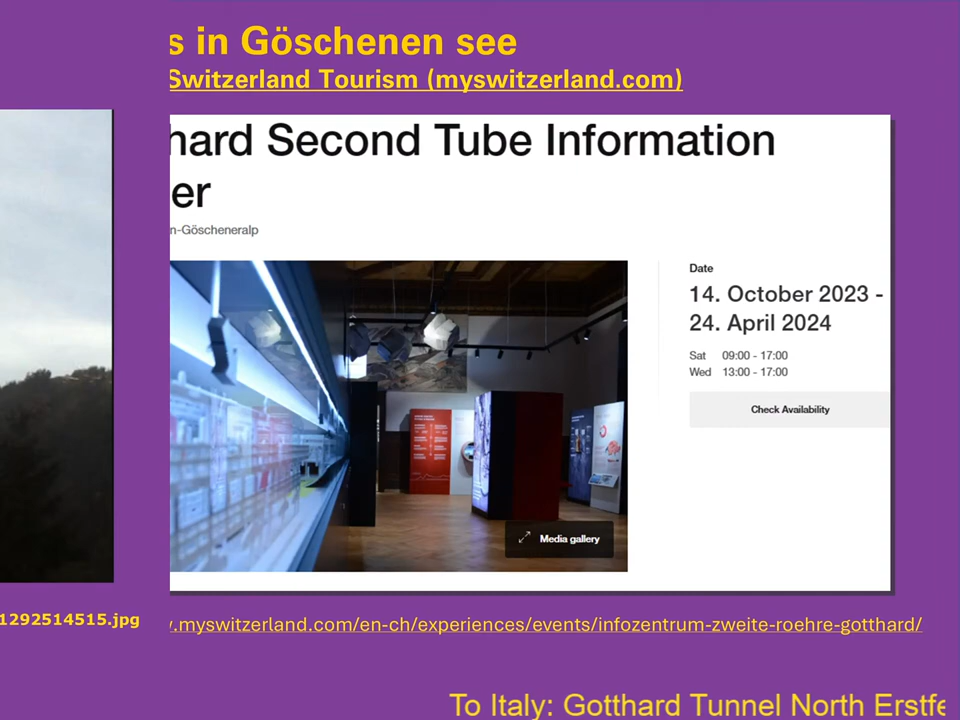 s in Göschenen see
Switzerland Tourism (myswitzerland.com)
hard Second Tube Information
er
n-Göscheneralp
Date
14. October 2023 -
24. April 2024
Sat 09:00 - 17:00
Wed 13:00 - 17:00
Check Availability
Media gallery
1292514515.jpg
.myswitzerland.com/en-ch/experiences/events/infozentrum-zweite-roehre-gotthard/
To Italy: Gotthard Tunnel North Erstfe